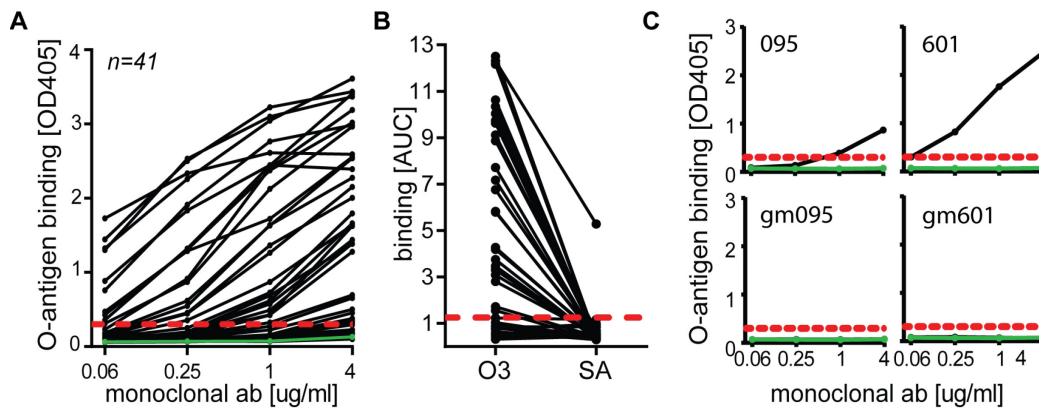 A
O-antigen binding [OD405]
4
3
2
1
0
n=41
0.06 0.25 1 4
monoclonal ab [ug/ml]
B
binding [AUC]
13
11
9
7
5
3
1
O3 SA
C
O-antigen binding [OD405]
3
2
1
0
095
601
3
2
1
0
gm095
gm601
0.06 0.25 1 4
0.06 0.25 1 4
monoclonal ab [ug/ml]